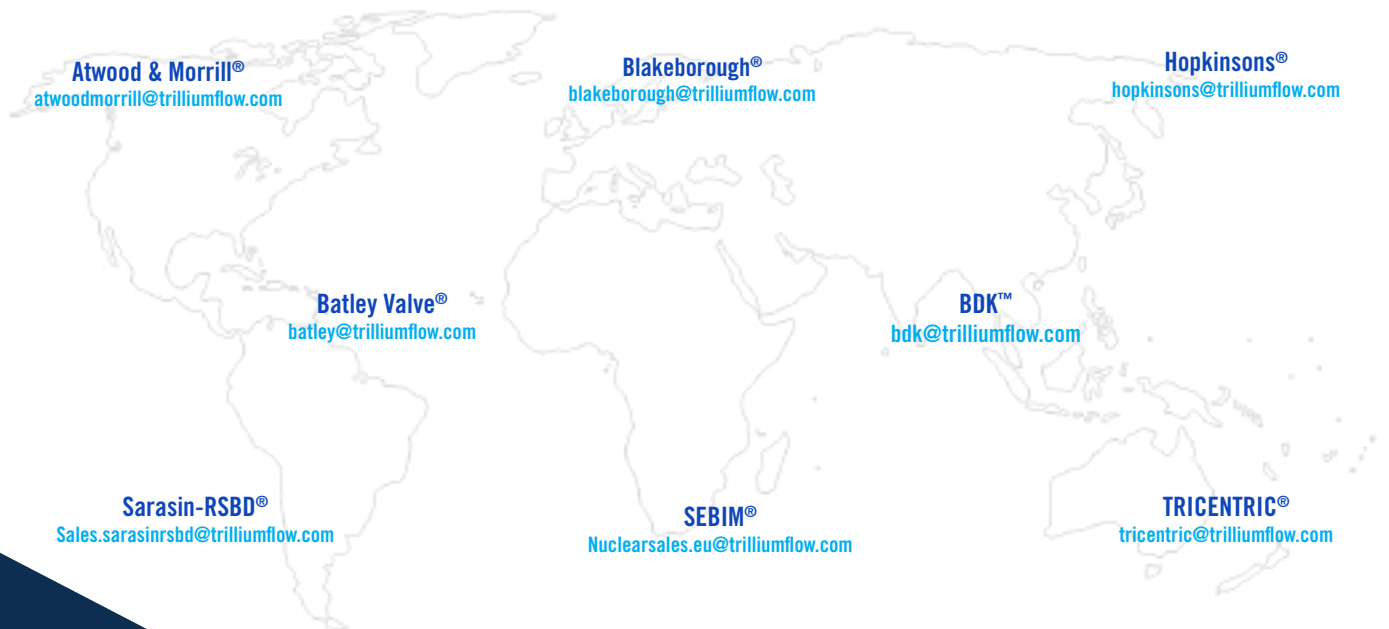 Atwood & Morrill®
atwoodmorrill@trilliumflow.com
Blakeborough®
blakeborough@trilliumflow.com
Hopkinsons®
hopkinsons@trilliumflow.com
Batley Valve®
batley@trilliumflow.com
BDK™
bdk@trilliumflow.com
Sarasin-RSBD®
Sales.sarasinrsbd@trilliumflow.com
SEBIM®
Nuclearsales.eu@trilliumflow.com
TRICENTRIC®
tricentric@trilliumflow.com